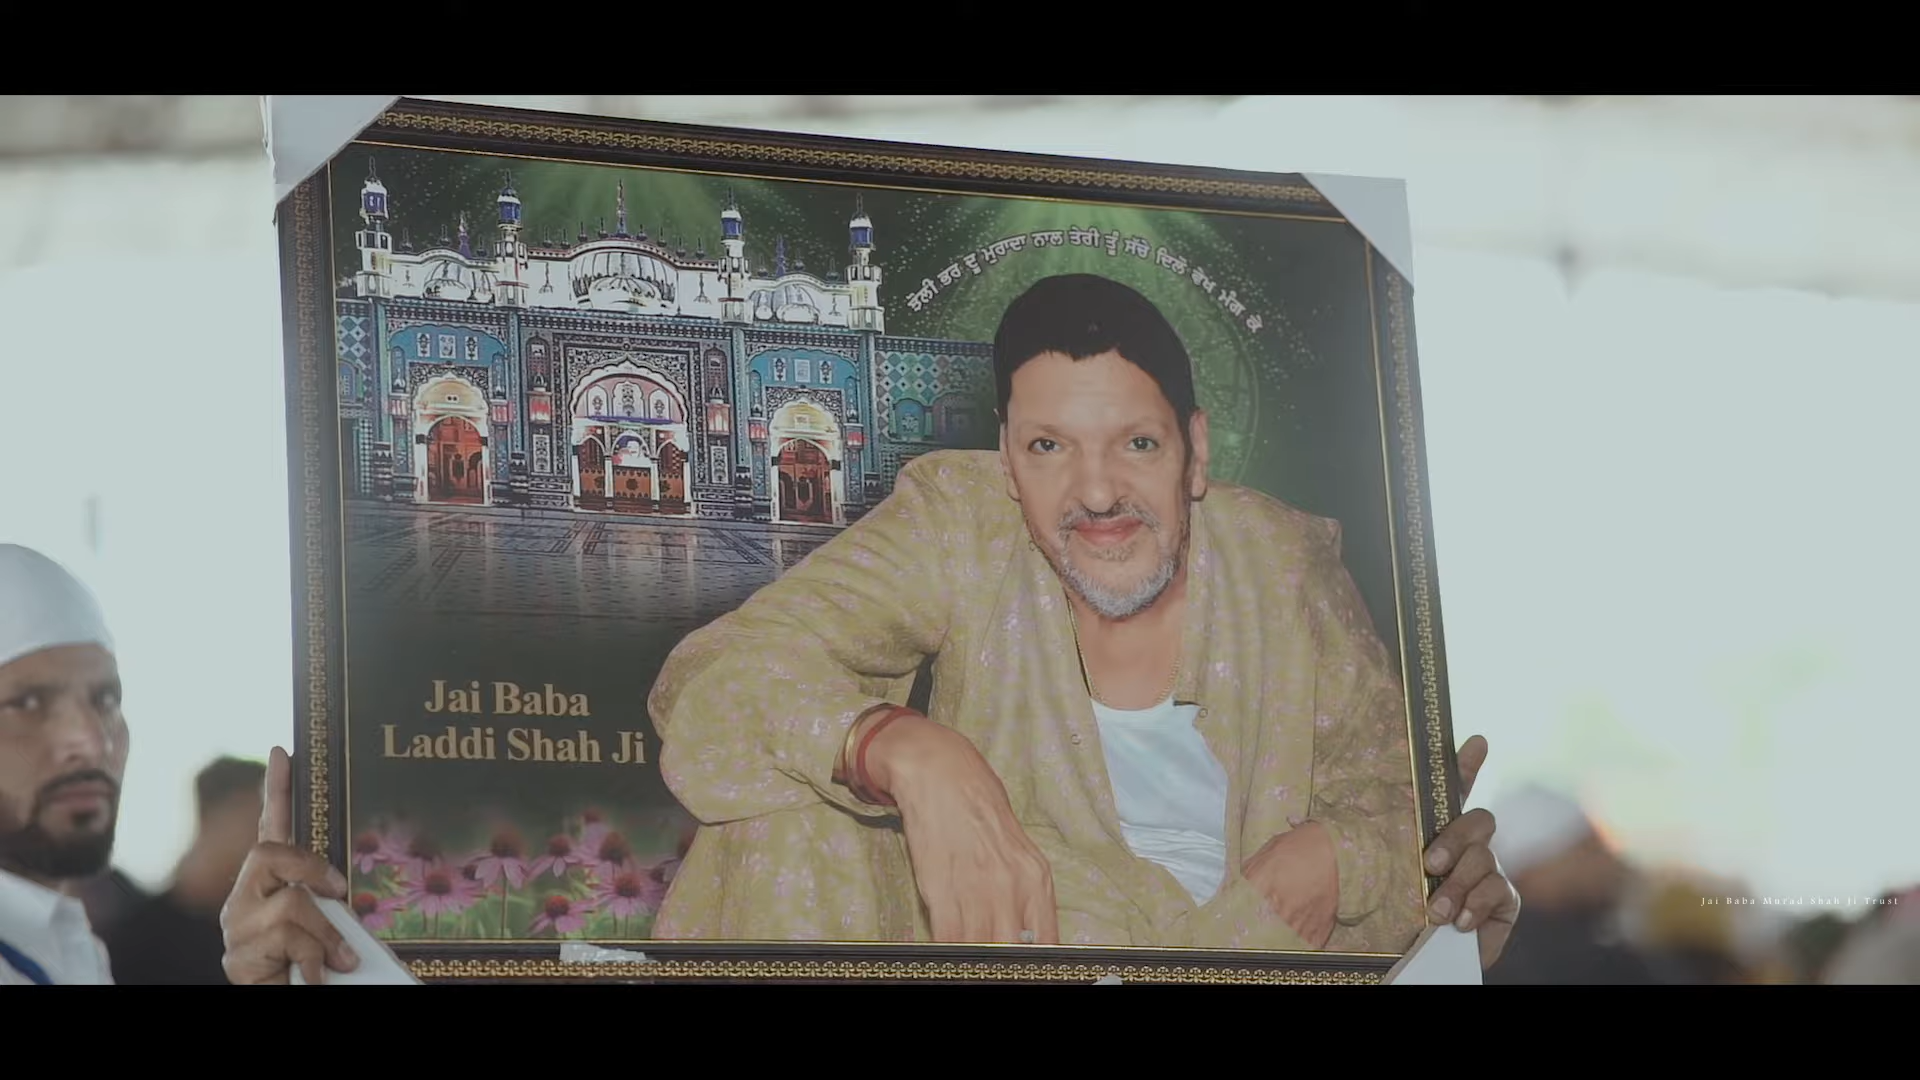 ਝੋਲੀ ਭਰ ਦੂ ਮੁਰਾਦਾ ਨਾਲ ਤੇਰੀ ਤੂੰ ਸੱਚੇ ਦਿਲੋਂ ਵੇਖ ਮੰਗ ਕੇ
Jai Baba
Laddi Shah Ji
Jai Baba Murad Shah Ji Trust